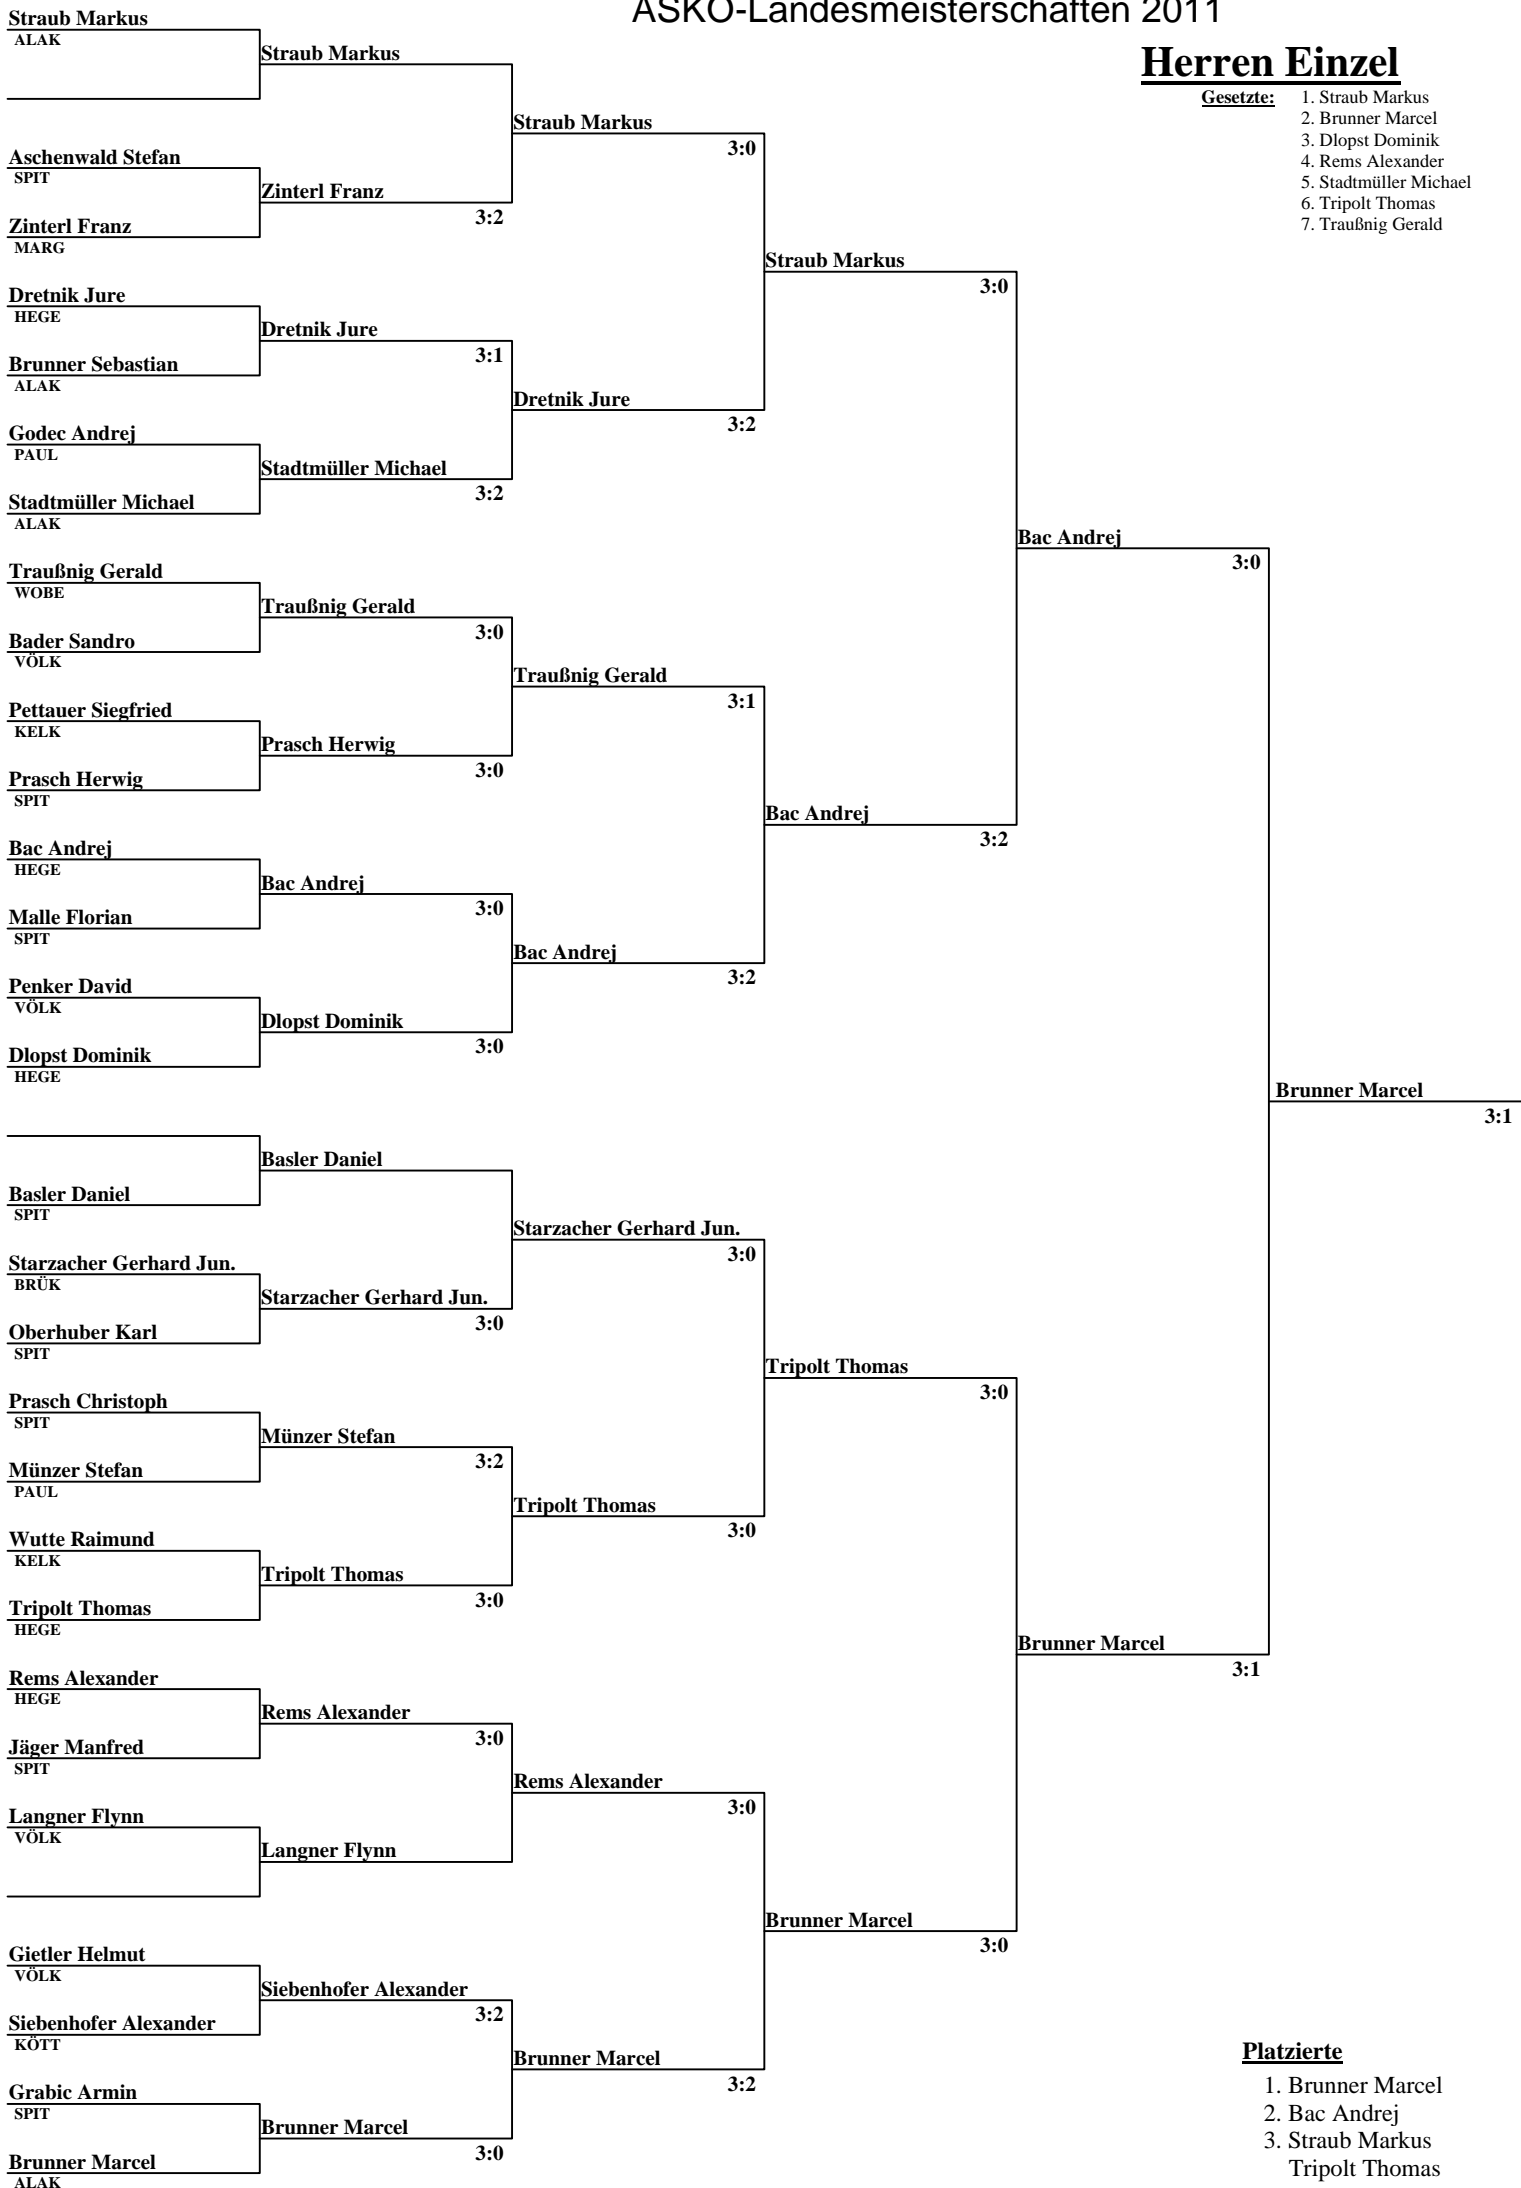 ASKÖ-Landesmeisterschaften 2011
Herren Einzel
Gesetzte:
1. Straub Markus
2. Brunner Marcel
3. Dlopst Dominik
4. Rems Alexander
5. Stadtmüller Michael
6. Tripolt Thomas
7. Traußnig Gerald
Straub Markus
ALAK
Aschenwald Stefan
SPIT
Zinterl Franz
MARG
Dretnik Jure
HEGE
Brunner Sebastian
ALAK
Godec Andrej
PAUL
Stadtmüller Michael
ALAK
Traußnig Gerald
WOBE
Bader Sandro
VÖLK
Pettauer Siegfried
KELK
Prasch Herwig
SPIT
Bac Andrej
HEGE
Malle Florian
SPIT
Penker David
VÖLK
Dlopst Dominik
HEGE
Basler Daniel
SPIT
Starzacher Gerhard Jun.
BRÜK
Oberhuber Karl
SPIT
Prasch Christoph
SPIT
Münzer Stefan
PAUL
Wutte Raimund
KELK
Tripolt Thomas
HEGE
Rems Alexander
HEGE
Jäger Manfred
SPIT
Langner Flynn
VÖLK
Gietler Helmut
VÖLK
Siebenhofer Alexander
KÖTT
Grabic Armin
SPIT
Brunner Marcel
ALAK
Straub Markus
Zinterl Franz
3:2
Dretnik Jure
3:1
Stadtmüller Michael
3:2
Traußnig Gerald
3:0
Prasch Herwig
3:0
Bac Andrej
3:0
Dlopst Dominik
3:0
Basler Daniel
Starzacher Gerhard Jun.
3:0
Münzer Stefan
3:2
Tripolt Thomas
3:0
Rems Alexander
3:0
Langner Flynn
Siebenhofer Alexander
3:2
Brunner Marcel
3:0
Straub Markus
3:0
Dretnik Jure
3:2
Traußnig Gerald
3:1
Bac Andrej
3:2
Starzacher Gerhard Jun.
3:0
Tripolt Thomas
3:0
Rems Alexander
3:0
Brunner Marcel
3:2
Straub Markus
3:0
Bac Andrej
3:2
Tripolt Thomas
3:0
Brunner Marcel
3:0
Bac Andrej
3:0
Brunner Marcel
3:1
Brunner Marcel
3:1
Platzierte
1. Brunner Marcel
2. Bac Andrej
3. Straub Markus
Tripolt Thomas